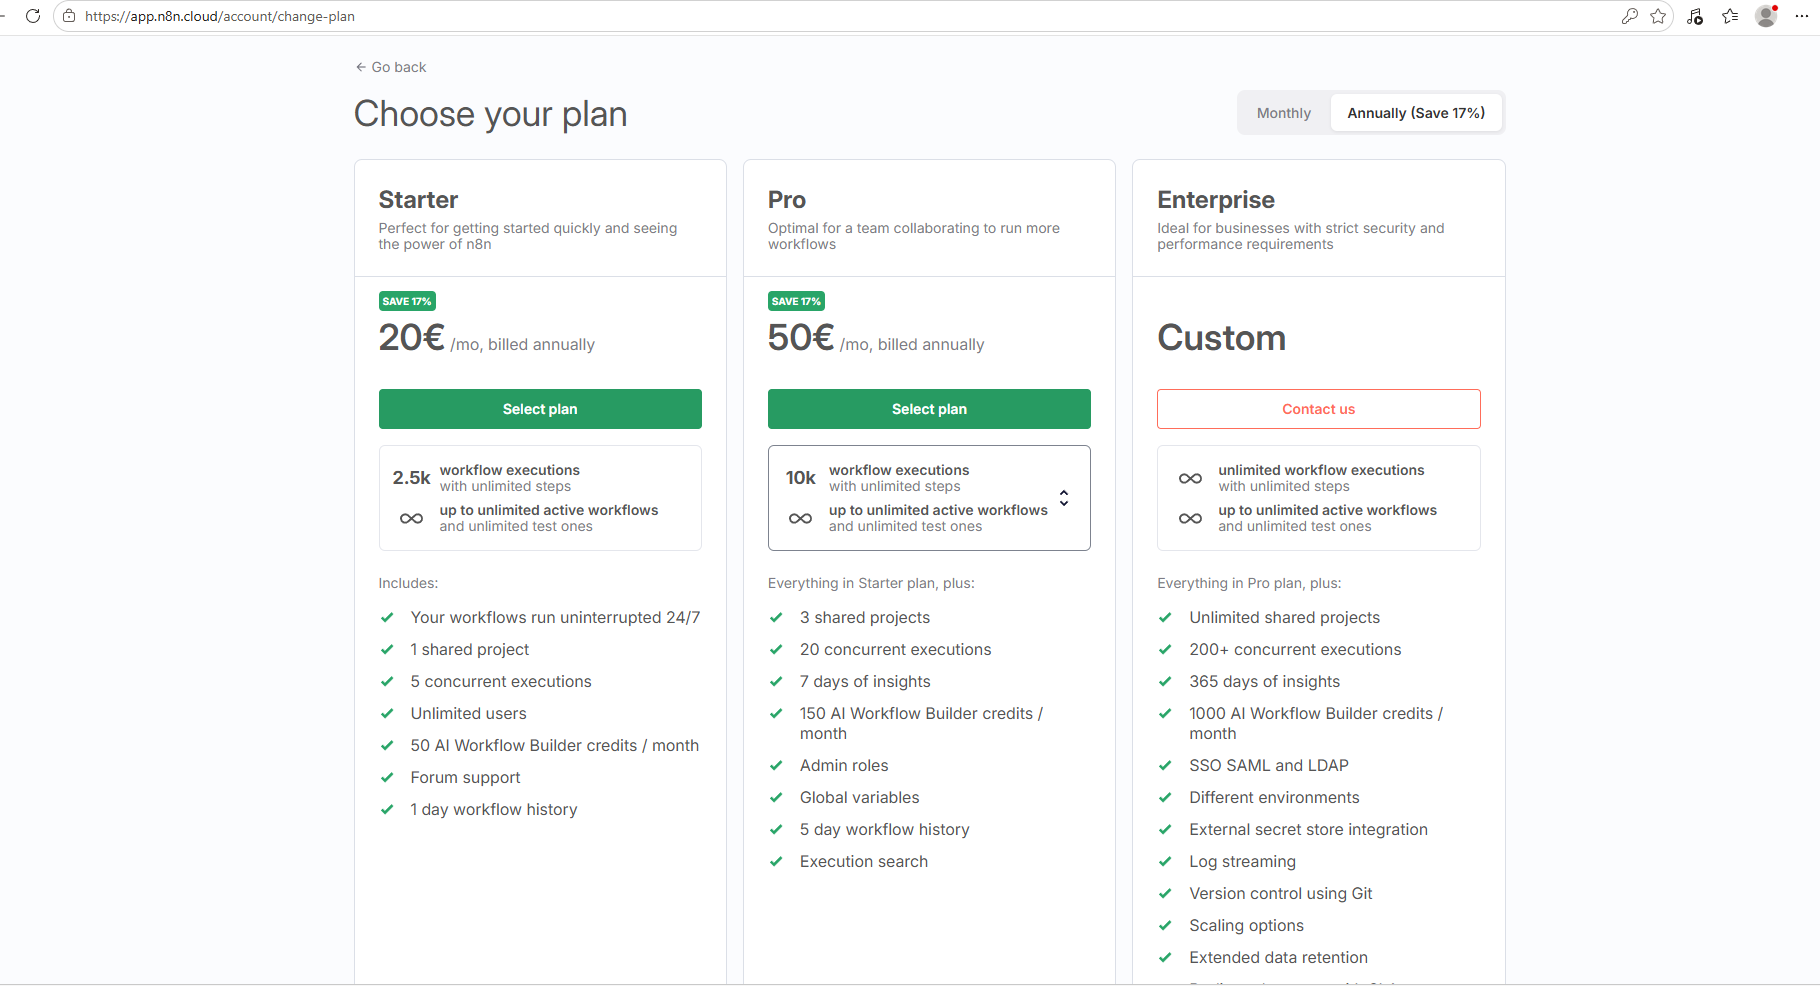 https://app.n8n.cloud/account/change-plan
← Go back
Choose your plan
Monthly
Annually (Save 17%)
Starter
Perfect for getting started quickly and seeing
the power of n8n
SAVE 17%
20€ /mo, billed annually
Select plan
2.5k workflow executions
with unlimited steps
∞ up to unlimited active workflows
and unlimited test ones
Includes:
Your workflows run uninterrupted 24/7
1 shared project
5 concurrent executions
Unlimited users
50 AI Workflow Builder credits / month
Forum support
1 day workflow history
Pro
Optimal for a team collaborating to run more
workflows
SAVE 17%
50€ /mo, billed annually
Select plan
10k workflow executions
with unlimited steps
∞ up to unlimited active workflows
and unlimited test ones
Everything in Starter plan, plus:
3 shared projects
20 concurrent executions
7 days of insights
150 AI Workflow Builder credits /
month
Admin roles
Global variables
5 day workflow history
Execution search
Enterprise
Ideal for businesses with strict security and
performance requirements
Custom
Contact us
∞ unlimited workflow executions
with unlimited steps
∞ up to unlimited active workflows
and unlimited test ones
Everything in Pro plan, plus:
Unlimited shared projects
200+ concurrent executions
365 days of insights
1000 AI Workflow Builder credits /
month
SSO SAML and LDAP
Different environments
External secret store integration
Log streaming
Version control using Git
Scaling options
Extended data retention